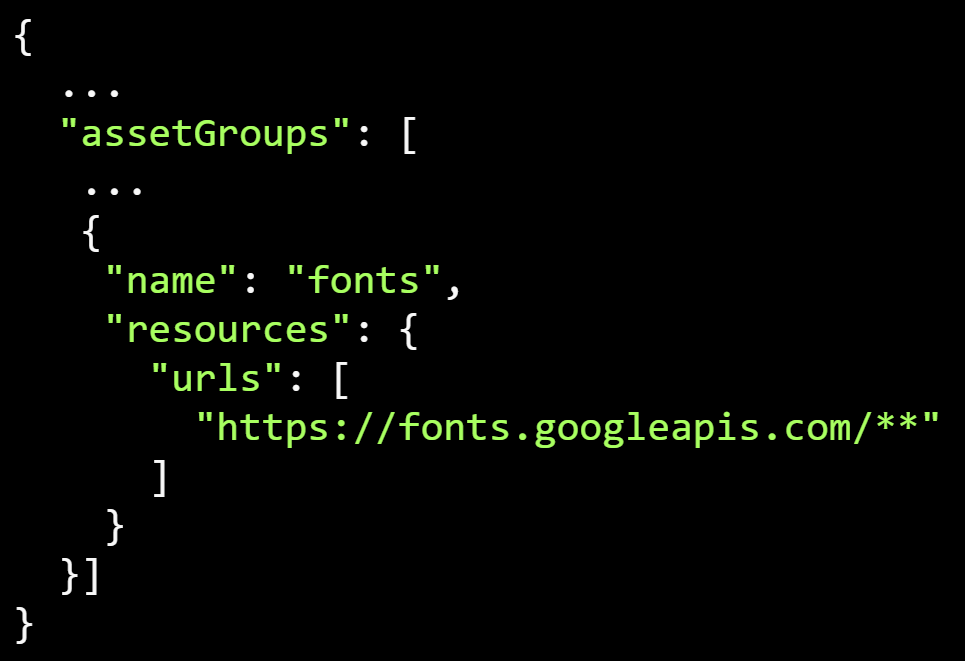 {
  ...
  "assetGroups": [
   ...
   {
    "name": "fonts",
    "resources": {
      "urls": [
        "https://fonts.googleapis.com/**"
      ]
    }
  }]
}